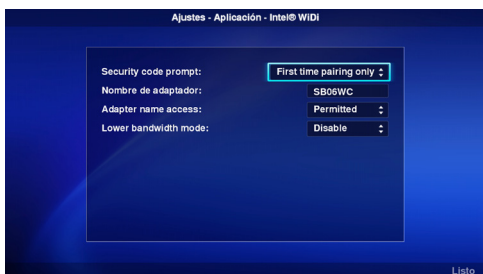 Ajustes - Aplicación - Intel® WiDi
Security code prompt: First time pairing only
Nombre de adaptador: SB06WC
Adapter name access: Permitted
Lower bandwidth mode: Disable
Listo